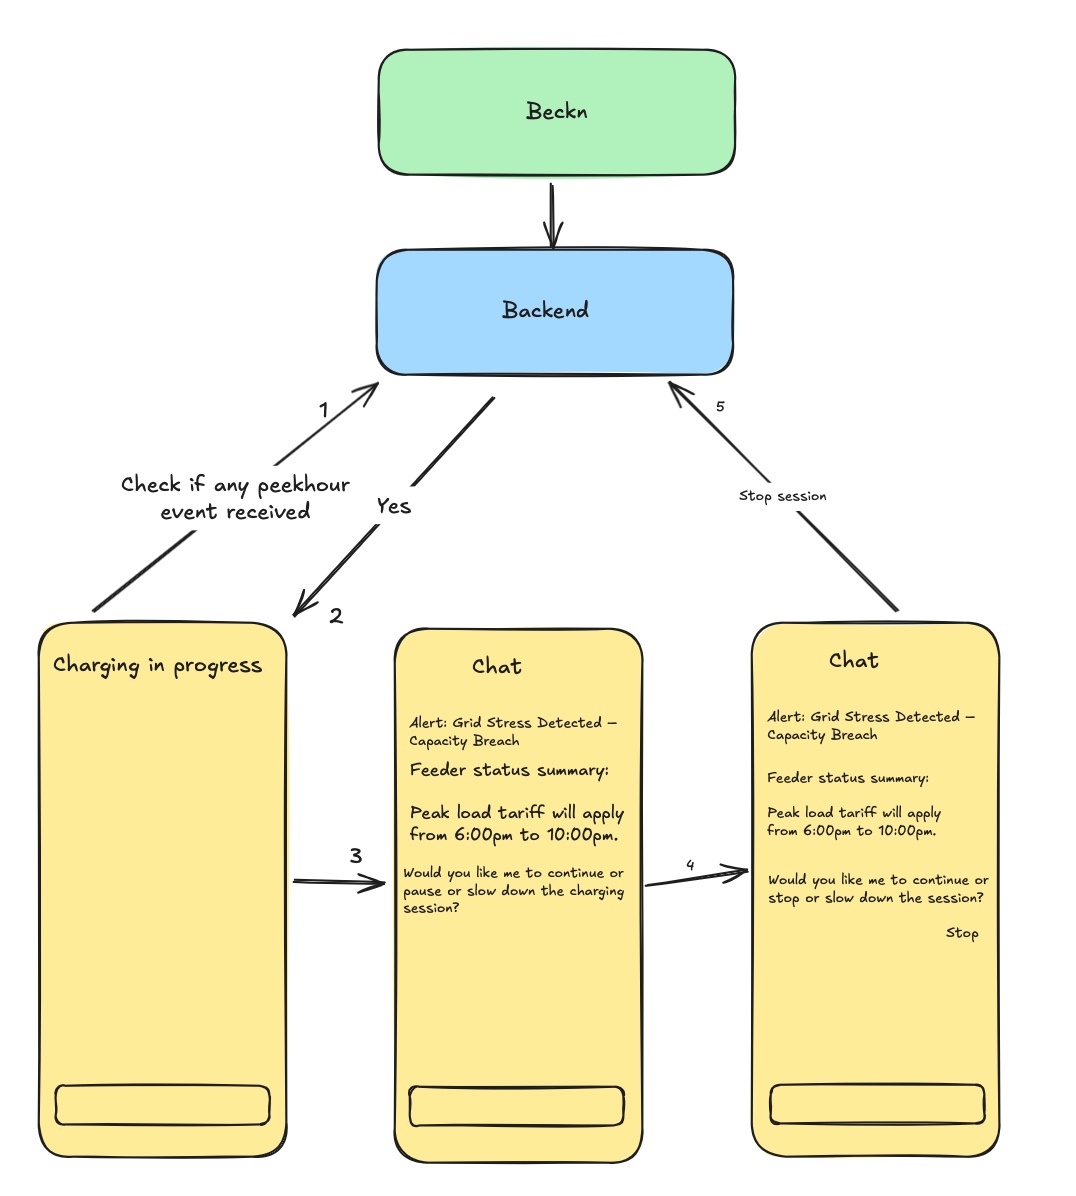 Beckn
Backend
1
Check if any peekhour
event received
Yes
2
5
Stop session
Charging in progress
3
Chat
Alert: Grid Stress Detected –
Capacity Breach
Feeder status summary:
Peak load tariff will apply
from 6:00pm to 10:00pm.
Would you like me to continue or
pause or slow down the charging
session?
4
Chat
Alert: Grid Stress Detected –
Capacity Breach
Feeder status summary:
Peak load tariff will apply
from 6:00pm to 10:00pm.
Would you like me to continue or
stop or slow down the session?
Stop